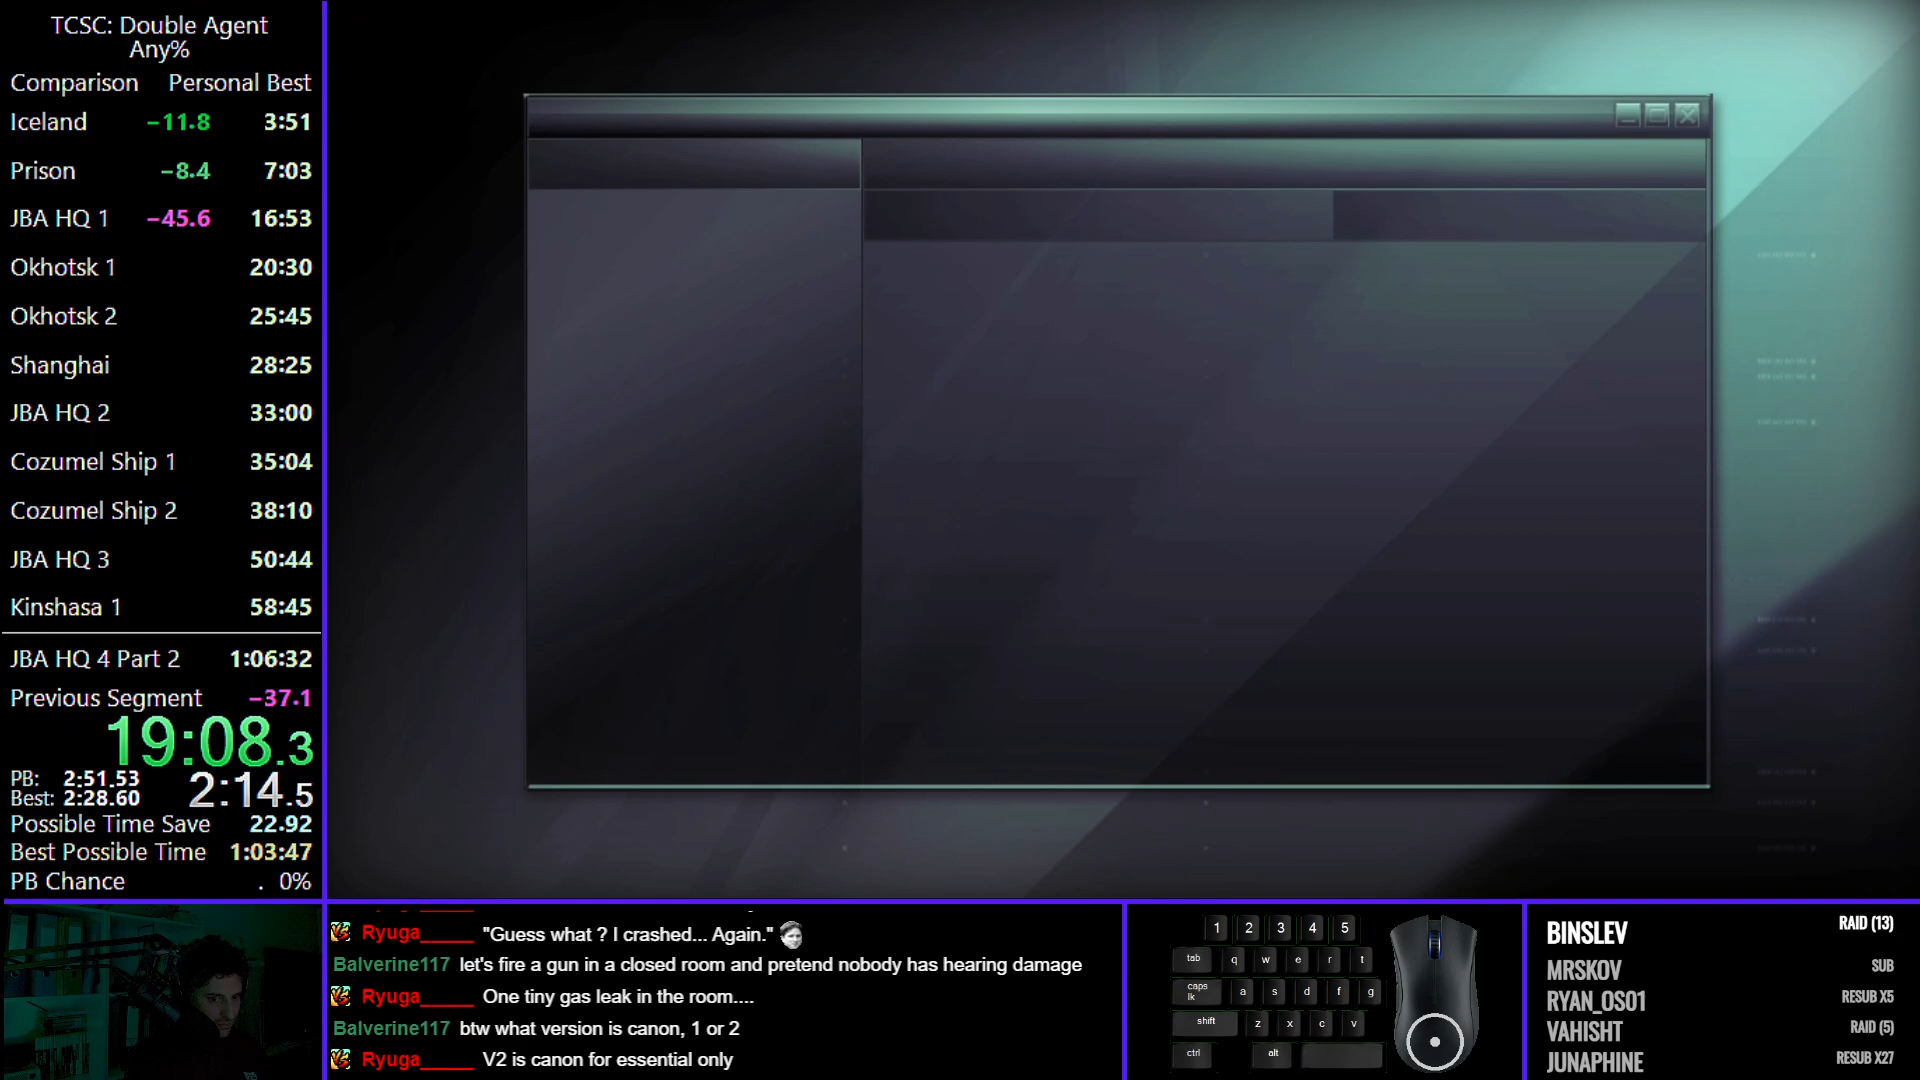 TCSC: Double Agent
Any%
Comparison Personal Best
Iceland -11.8 3:51
Prison -8.4 7:03
JBA HQ 1 -45.6 16:53
Okhotsk 1 20:30
Okhotsk 2 25:45
Shanghai 28:25
JBA HQ 2 33:00
Cozumel Ship 1 35:04
Cozumel Ship 2 38:10
JBA HQ 3 50:44
Kinshasa 1 58:45
JBA HQ 4 Part 2 1:06:32
Previous Segment -37.1
19:08.3
PB: 2:51.53
Best: 2:28.60 2:14.5
Possible Time Save 22.92
Best Possible Time 1:03:47
PB Chance . 0%
Ryuga_____ "Guess what ? I crashed... Again."
Balverine117 let's fire a gun in a closed room and pretend nobody has hearing damage
Ryuga_____ One tiny gas leak in the room....
Balverine117 btw what version is canon, 1 or 2
Ryuga_____ V2 is canon for essential only
1 2 3 4 5
tab q w e r t
caps lk a s d f g
shift z x c v
ctrl alt
BINSLEV RAID (13)
MRSKOV SUB
RYAN_OS01 RESUB X5
VAHISHT RAID (5)
JUNAPHINE RESUB X27